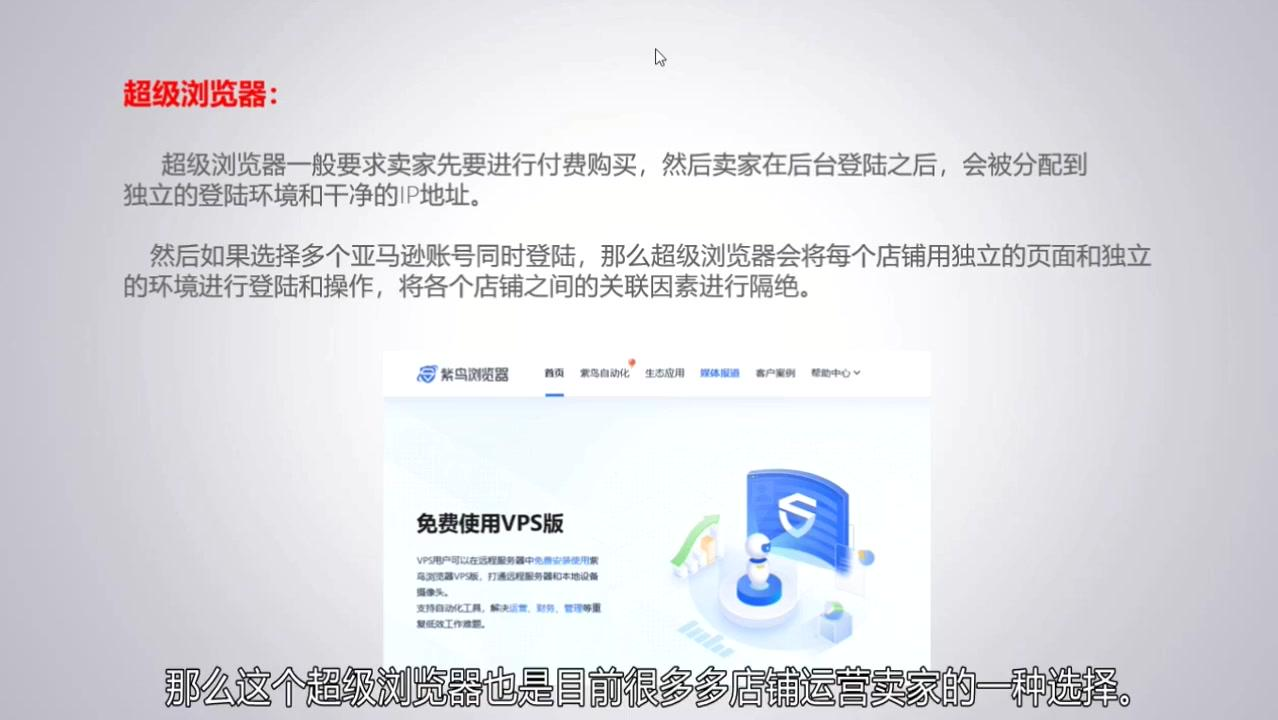 超级浏览器：
超级浏览器一般要求卖家先要进行付费购买，然后卖家在后台登陆之后，会被分配到
独立的登陆环境和干净的IP地址。
然后如果选择多个亚马逊账号同时登陆，那么超级浏览器会将每个店铺用独立的页面和独立
的环境进行登陆和操作，将各个店铺之间的关联因素进行隔绝。
紫鸟浏览器 首页 紫鸟自动化 生态应用 媒体报道 客户案例 帮助中心
免费使用VPS版
VPS用户可以在远程服务器中免费安装使用紫
鸟浏览器VPS版，打通远程服务器和本地设备
摄像头。
支持自动化工具，解决运营、财务、管理等重
复低效工作难题。
那么这个超级浏览器也是目前很多多店铺运营卖家的一种选择。